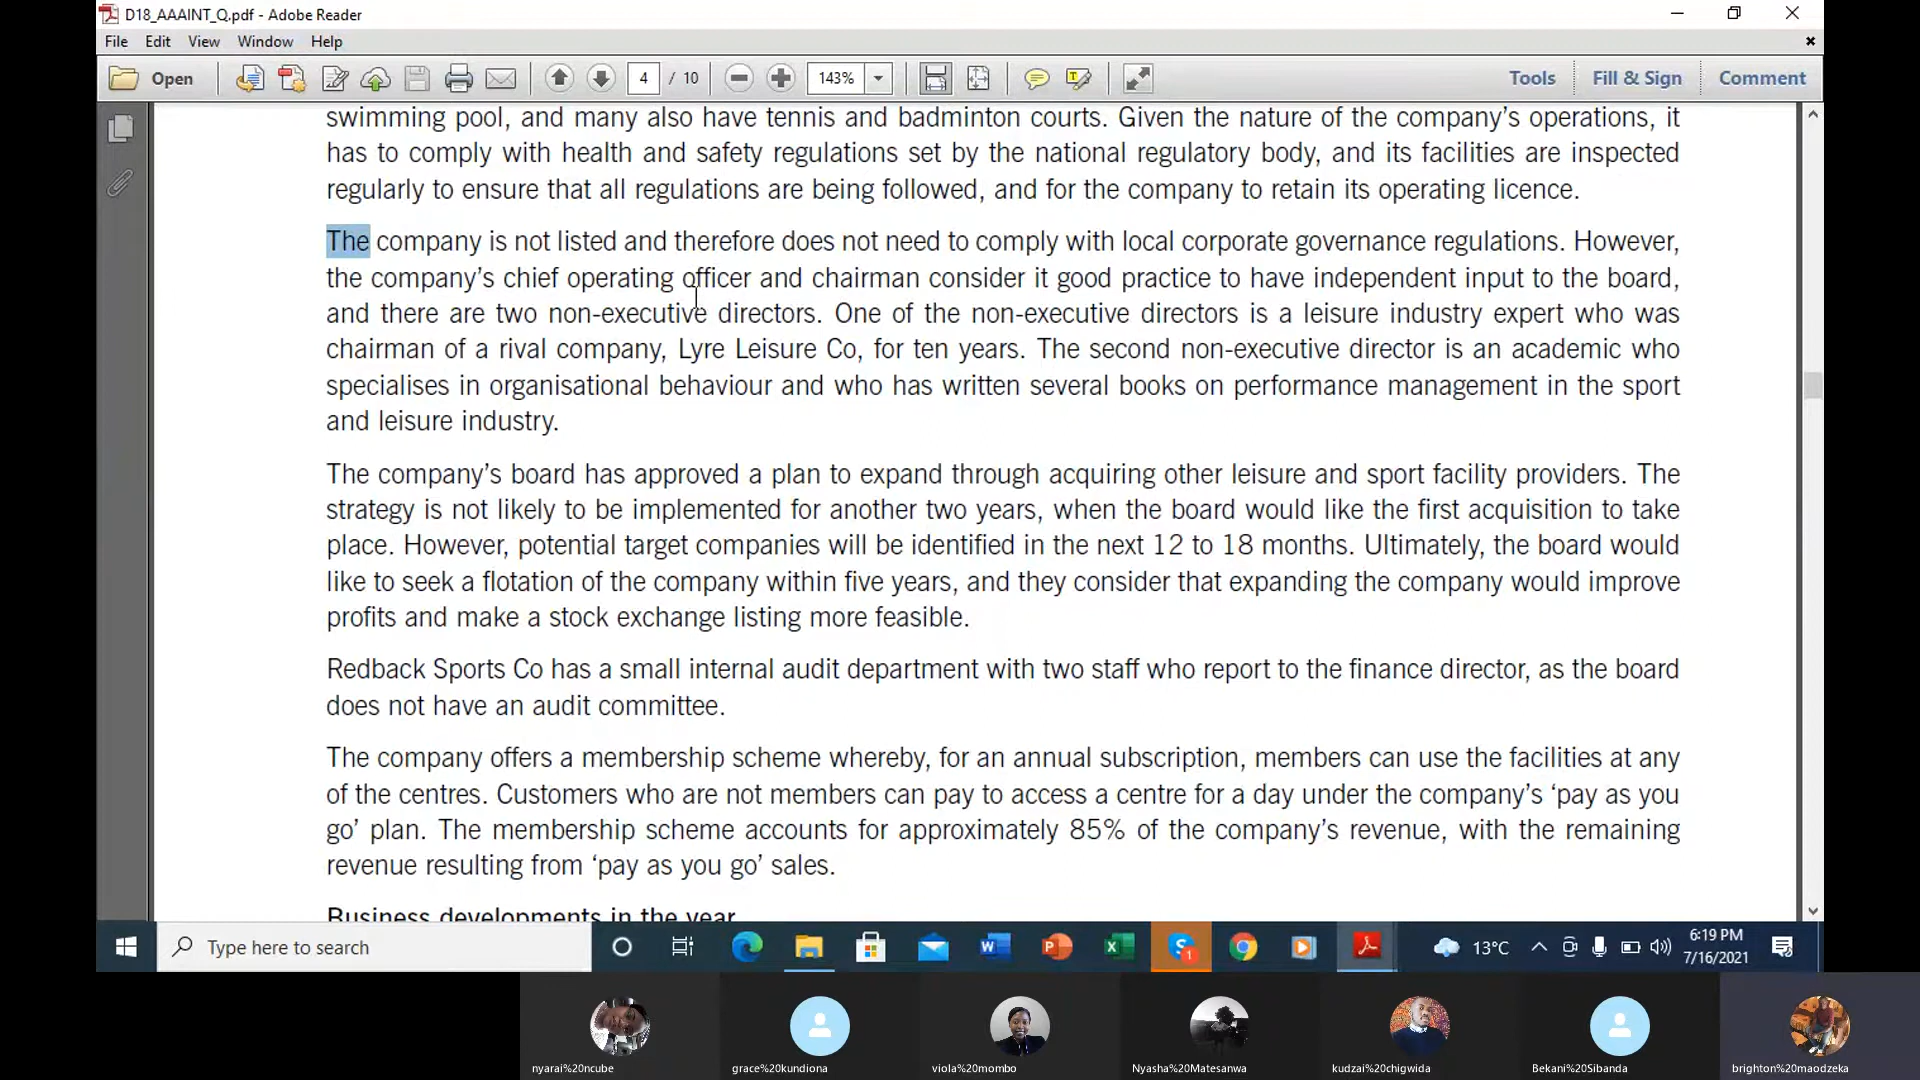 D18_AAAINT_Q.pdf - Adobe Reader
File Edit View Window Help
Open 4 / 10 143% Tools Fill & Sign Comment
swimming pool, and many also have tennis and badminton courts. Given the nature of the company’s operations, it
has to comply with health and safety regulations set by the national regulatory body, and its facilities are inspected
regularly to ensure that all regulations are being followed, and for the company to retain its operating licence.
The company is not listed and therefore does not need to comply with local corporate governance regulations. However,
the company’s chief operating officer and chairman consider it good practice to have independent input to the board,
and there are two non-executive directors. One of the non-executive directors is a leisure industry expert who was
chairman of a rival company, Lyre Leisure Co, for ten years. The second non-executive director is an academic who
specialises in organisational behaviour and who has written several books on performance management in the sport
and leisure industry.
The company’s board has approved a plan to expand through acquiring other leisure and sport facility providers. The
strategy is not likely to be implemented for another two years, when the board would like the first acquisition to take
place. However, potential target companies will be identified in the next 12 to 18 months. Ultimately, the board would
like to seek a flotation of the company within five years, and they consider that expanding the company would improve
profits and make a stock exchange listing more feasible.
Redback Sports Co has a small internal audit department with two staff who report to the finance director, as the board
does not have an audit committee.
The company offers a membership scheme whereby, for an annual subscription, members can use the facilities at any
of the centres. Customers who are not members can pay to access a centre for a day under the company’s ‘pay as you
go’ plan. The membership scheme accounts for approximately 85% of the company’s revenue, with the remaining
revenue resulting from ‘pay as you go’ sales.
Business developments in the year
Type here to search
13°C
6:19 PM
7/16/2021
nyarai%20ncube grace%20kundiona viola%20mombo Nyasha%20Matesanwa kudzai%20chigwida Bekani%20Sibanda brighton%20maodzeka